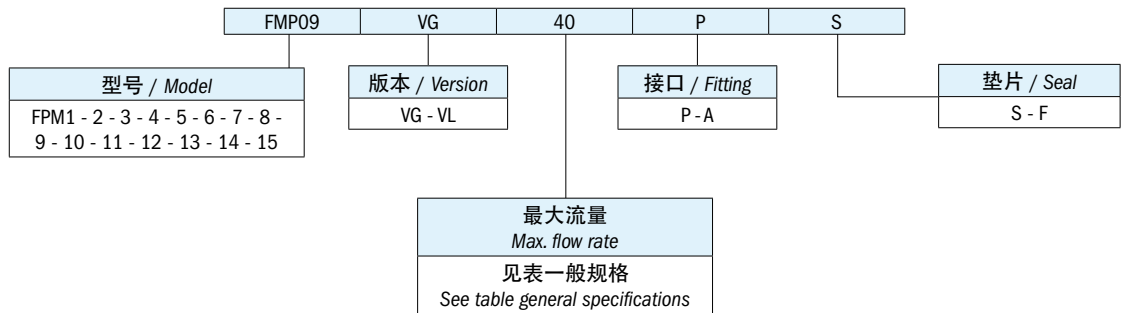 FMP09 VG 40 P S
型号 / Model
FPM1 - 2 - 3 - 4 - 5 - 6 - 7 - 8 -
9 - 10 - 11 - 12 - 13 - 14 - 15
版本 / Version
VG - VL
接口 / Fitting
P - A
垫片 / Seal
S - F
最大流量
Max. flow rate
见表一般规格
See table general specifications